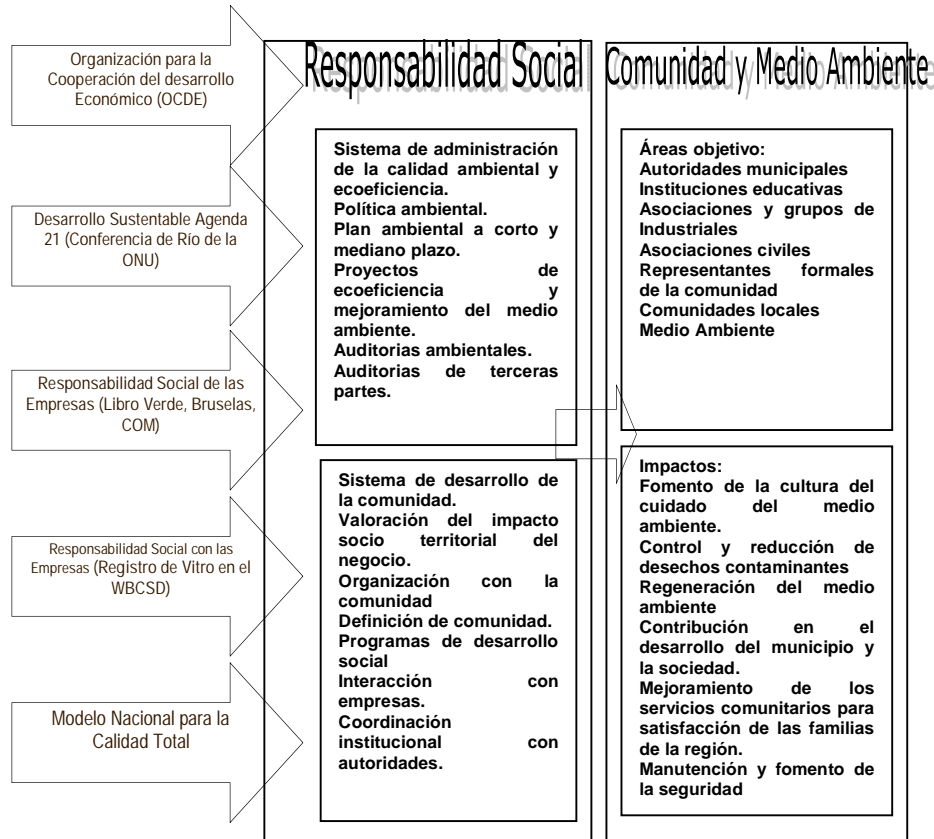 Organización para la
Cooperación del desarrollo
Económico (OCDE)
Desarrollo Sustentable Agenda
21 (Conferencia de Río de la
ONU)
Responsabilidad Social de las
Empresas (Libro Verde, Bruselas,
COM)
Responsabilidad Social con las
Empresas (Registro de Vitro en el
WBCSD)
Modelo Nacional para la
Calidad Total
Responsabilidad Social
Sistema de administración
de la calidad ambiental y
ecoeficiencia.
Política ambiental.
Plan ambiental a corto y
mediano plazo.
Proyectos de
ecoeficiencia y
mejoramiento del medio
ambiente.
Auditorias ambientales.
Auditorias de terceras
partes.
Sistema de desarrollo de
la comunidad.
Valoración del impacto
socio territorial del
negocio.
Organización con la
comunidad
Definición de comunidad.
Programas de desarrollo
social
Interacción con
empresas.
Coordinación
institucional con
autoridades.
Comunidad y Medio Ambiente
Áreas objetivo:
Autoridades municipales
Instituciones educativas
Asociaciones y grupos de
Industriales
Asociaciones civiles
Representantes formales
de la comunidad
Comunidades locales
Medio Ambiente
Impactos:
Fomento de la cultura del
cuidado del medio
ambiente.
Control y reducción de
desechos contaminantes
Regeneración del medio
ambiente
Contribución en el
desarrollo del municipio y
la sociedad.
Mejoramiento de los
servicios comunitarios para
satisfacción de las familias
de la región.
Manutención y fomento de
la seguridad